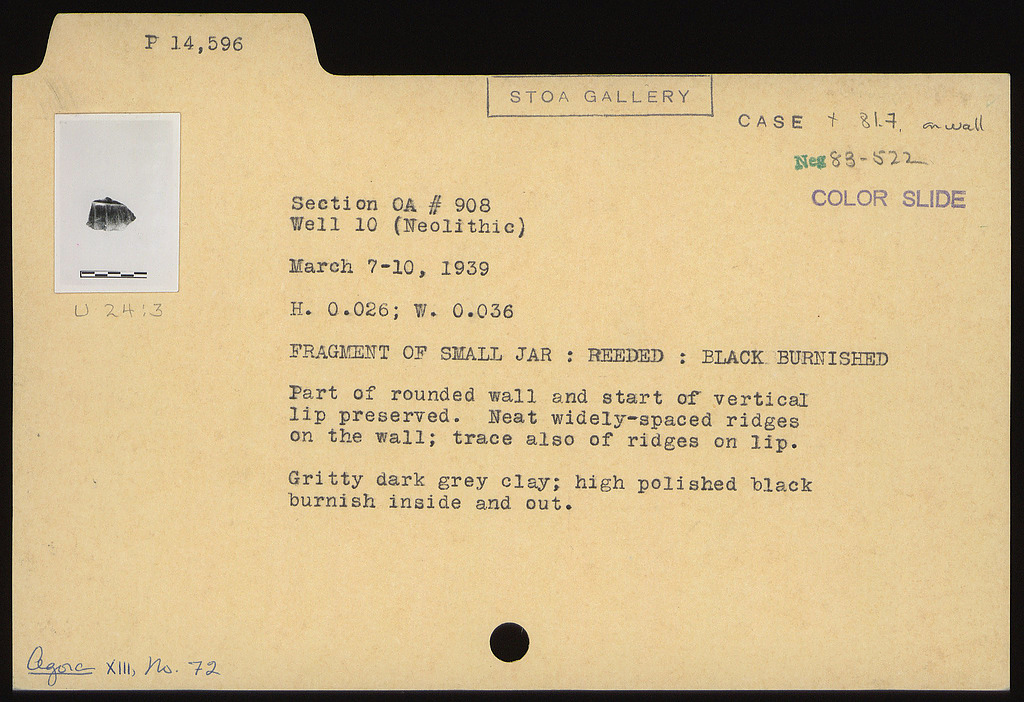 P 14,596
STOA GALLERY
CASE + 81.7, on wall
Neg 83-522
COLOR SLIDE
Section OA # 908
Well 10 (Neolithic)
March 7-10, 1939
U 24:3
H. 0.026; W. 0.036
FRAGMENT OF SMALL JAR : REEDED : BLACK BURNISHED
Part of rounded wall and start of vertical
lip preserved. Neat widely-spaced ridges
on the wall; trace also of ridges on lip.
Gritty dark grey clay; high polished black
burnish inside and out.
Agora XIII, No. 72